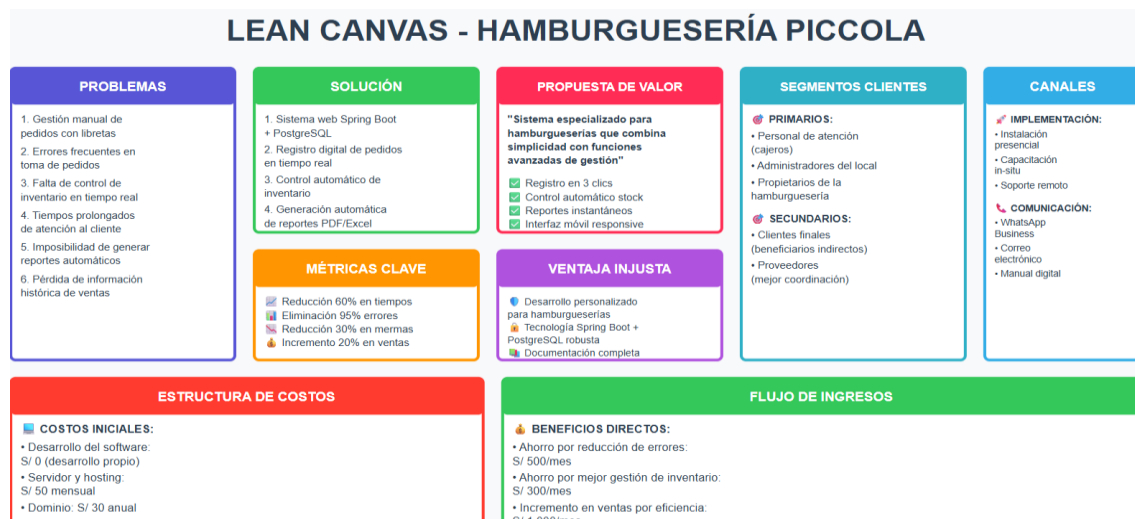 LEAN CANVAS - HAMBURGUESERÍA PICCOLA
PROBLEMAS
1. Gestión manual de
pedidos con libretas
2. Errores frecuentes en
toma de pedidos
3. Falta de control de
inventario en tiempo real
4. Tiempos prolongados
de atención al cliente
5. Imposibilidad de generar
reportes automáticos
6. Pérdida de información
histórica de ventas
SOLUCIÓN
1. Sistema web Spring Boot
+ PostgreSQL
2. Registro digital de pedidos
en tiempo real
3. Control automático de
inventario
4. Generación automática
de reportes PDF/Excel
MÉTRICAS CLAVE
Reducción 60% en tiempos
Eliminación 95% errores
Reducción 30% en mermas
Incremento 20% en ventas
PROPUESTA DE VALOR
"Sistema especializado para
hamburgueserías que combina
simplicidad con funciones
avanzadas de gestión"
Registro en 3 clics
Control automático stock
Reportes instantáneos
Interfaz móvil responsive
VENTAJA INJUSTA
Desarrollo personalizado
para hamburgueserías
Tecnología Spring Boot +
PostgreSQL robusta
Documentación completa
SEGMENTOS CLIENTES
PRIMARIOS:
• Personal de atención
(cajeros)
• Administradores del local
• Propietarios de la
hamburguesería
SECUNDARIOS:
• Clientes finales
(beneficiarios indirectos)
• Proveedores
(mejor coordinación)
CANALES
IMPLEMENTACIÓN:
• Instalación
presencial
• Capacitación
in-situ
• Soporte remoto
COMUNICACIÓN:
• WhatsApp
Business
• Correo
electrónico
• Manual digital
ESTRUCTURA DE COSTOS
COSTOS INICIALES:
• Desarrollo del software:
S/ 0 (desarrollo propio)
• Servidor y hosting:
S/ 50 mensual
• Dominio: S/ 30 anual
FLUJO DE INGRESOS
BENEFICIOS DIRECTOS:
• Ahorro por reducción de errores:
S/ 500/mes
• Ahorro por mejor gestión de inventario:
S/ 300/mes
• Incremento en ventas por eficiencia: